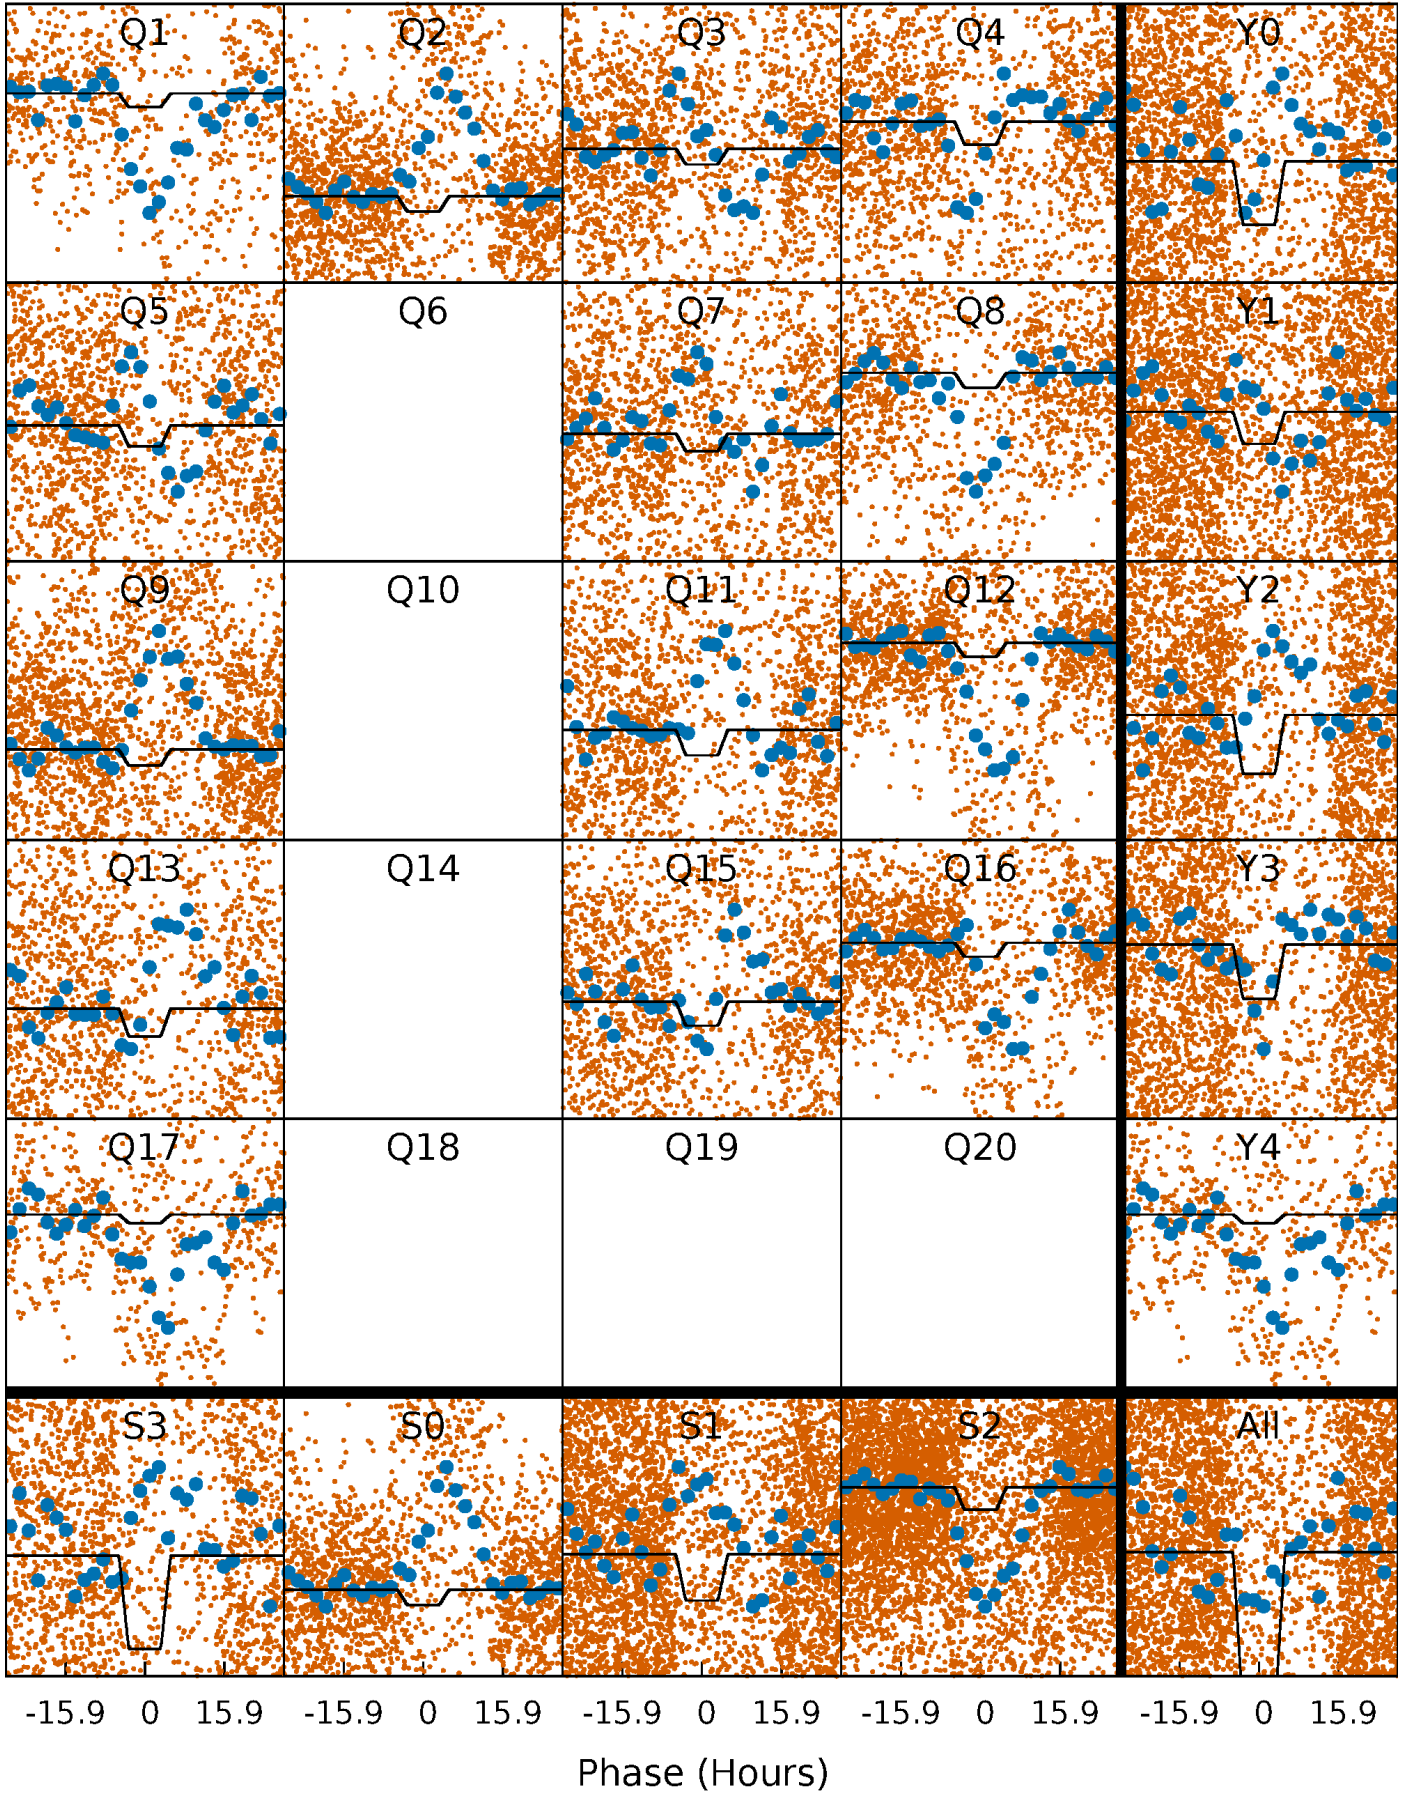 Q1 Q2 Q3 Q4 Y0
Q5 Q6 Q7 Q8 Y1
Q9 Q10 Q11 Q12 Y2
Q13 Q14 Q15 Q16 Y3
Q17 Q18 Q19 Q20 Y4
S3 S0 S1 S2 All
-15.9 0 15.9 -15.9 0 15.9 -15.9 0 15.9 -15.9 0 15.9 -15.9 0 15.9
Phase (Hours)